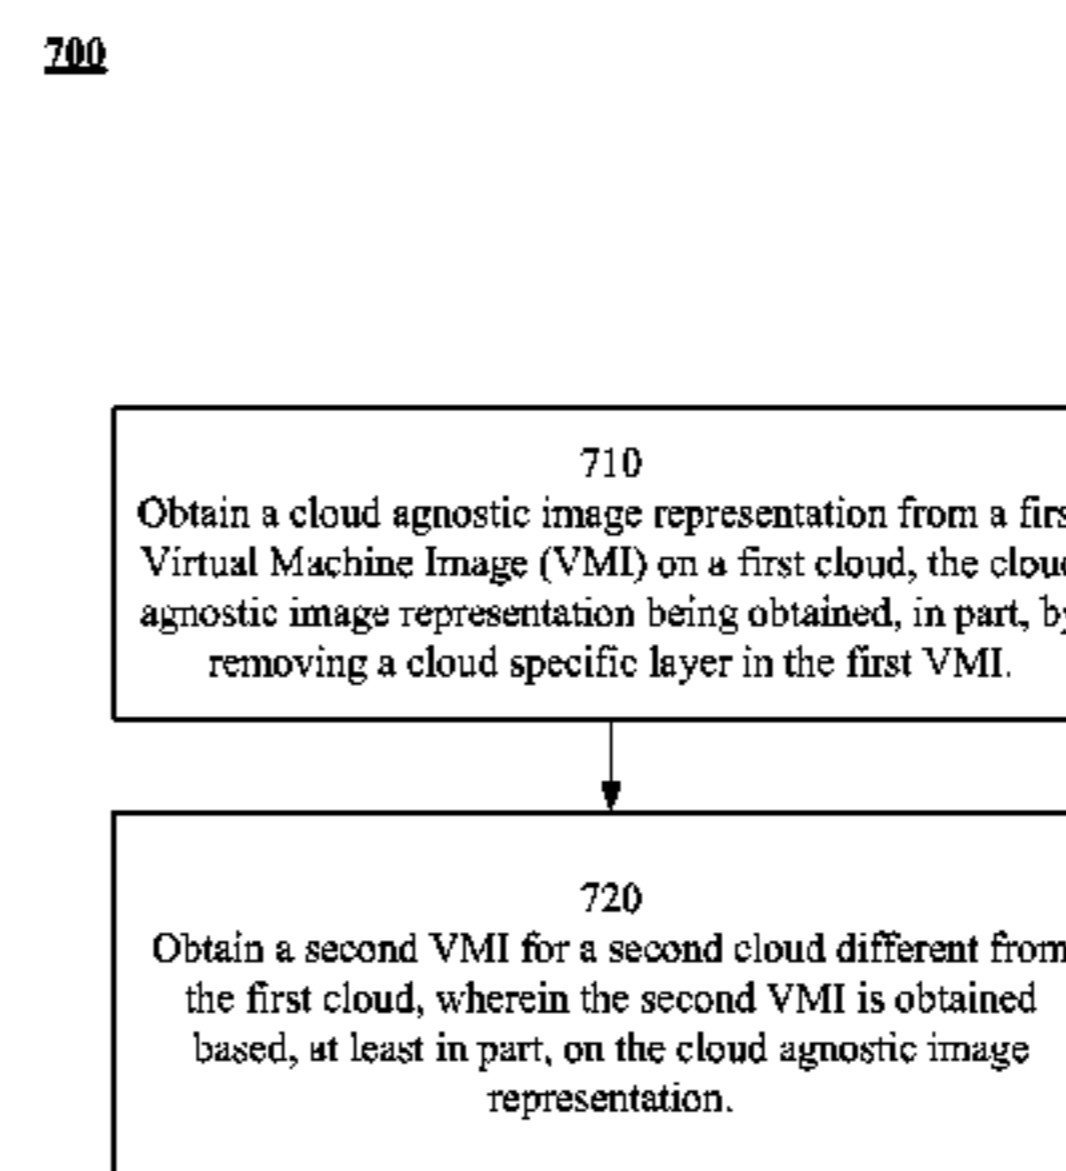 700
710
Obtain a cloud agnostic image representation from a firs
Virtual Machine Image (VMI) on a first cloud, the cloud
agnostic image representation being obtained, in part, by
removing a cloud specific layer in the first VMI.
720
Obtain a second VMI for a second cloud different from
the first cloud, wherein the second VMI is obtained
based, at least in part, on the cloud agnostic image
representation.